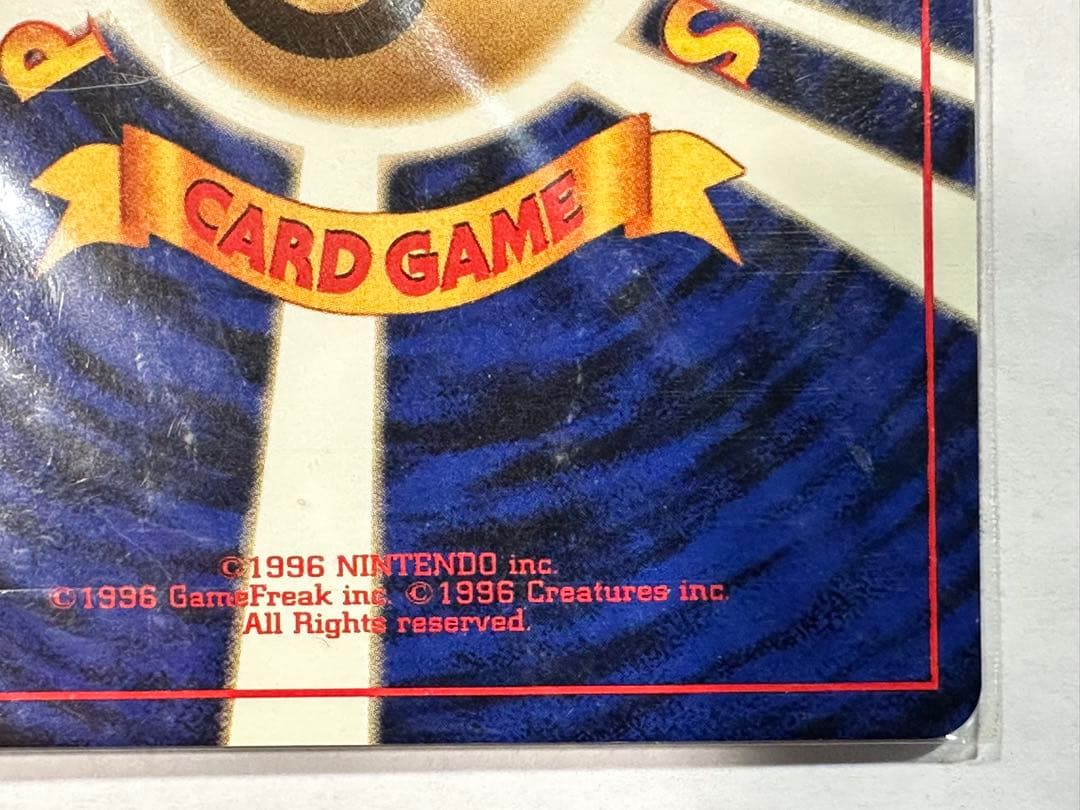 P S
CARD GAME
©1996 NINTENDO inc.
©1996 GameFreak inc. ©1996 Creatures inc.
All Rights reserved.